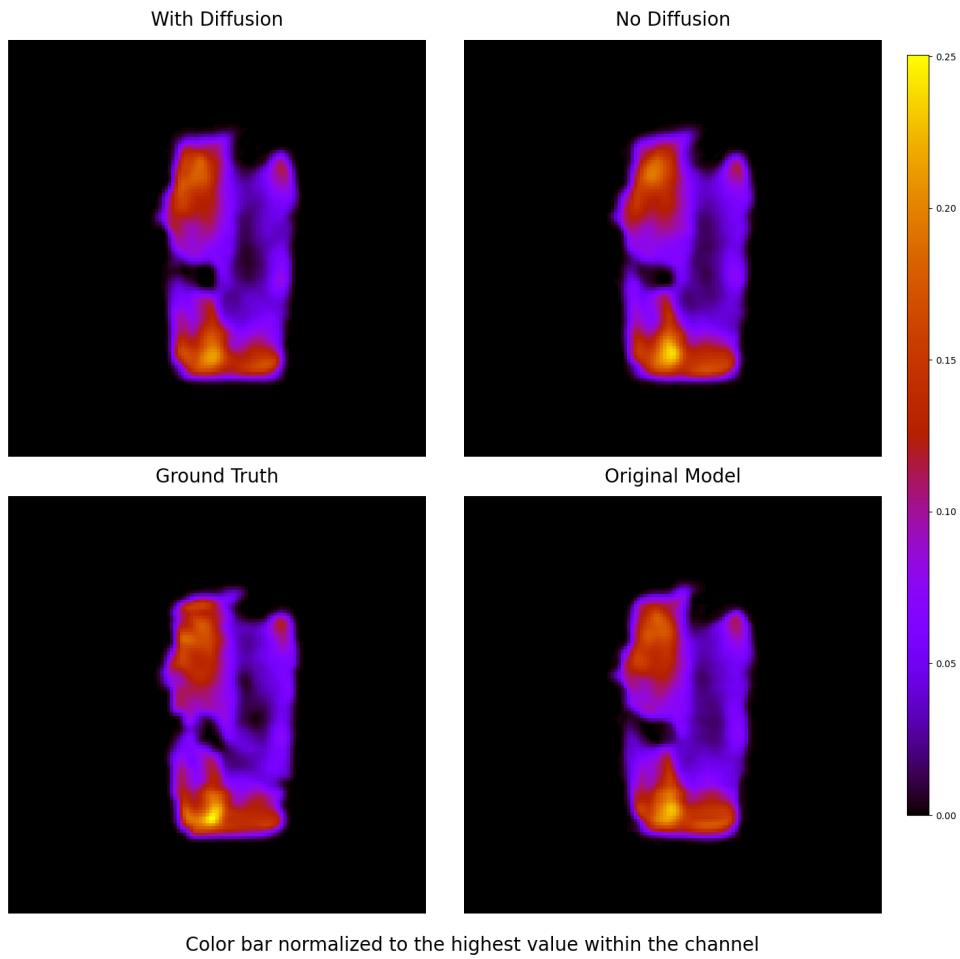 With Diffusion
No Diffusion
0.25
0.20
0.15
0.10
0.05
0.00
Ground Truth
Original Model
Color bar normalized to the highest value within the channel